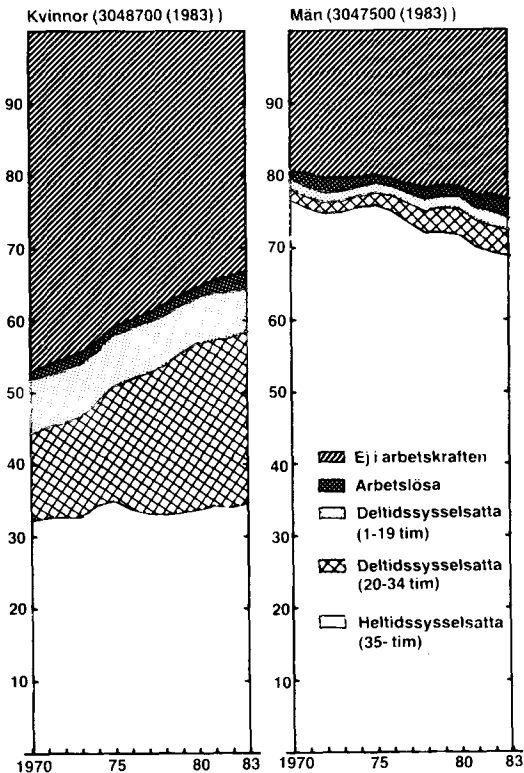 Kvinnor (3048700 (1983) )
90
80
70
60
50
40
30
20
10
1970 75 80 83
Män (3047500 (1983) )
90
80
70
60
50
40
30
20
10
Ej i arbetskraften
Arbetslösa
Deltidssysselsatta
(1-19 tim)
Deltidssysselsatta
(20-34 tim)
Heltidssysselsatta
(35- tim)
1970 75 80 83